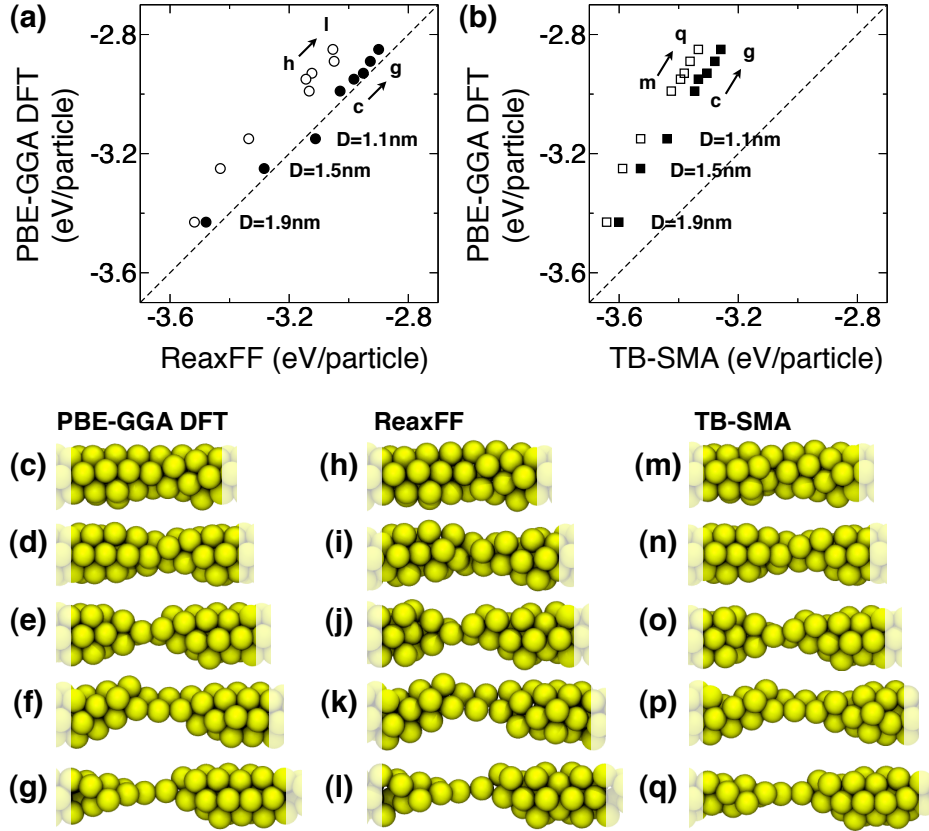 (a)
PBE-GGA DFT
(eV/particle)
-2.8
-3.2
-3.6
l
h
g
c
D=1.1nm
D=1.5nm
D=1.9nm
-3.6
-3.2
-2.8
ReaxFF (eV/particle)
(b)
PBE-GGA DFT
(eV/particle)
-2.8
-3.2
-3.6
q
g
m
c
D=1.1nm
D=1.5nm
D=1.9nm
-3.6
-3.2
-2.8
TB-SMA (eV/particle)
PBE-GGA DFT
ReaxFF
TB-SMA
(c)
(h)
(m)
(d)
(i)
(n)
(e)
(j)
(o)
(f)
(k)
(p)
(g)
(l)
(q)